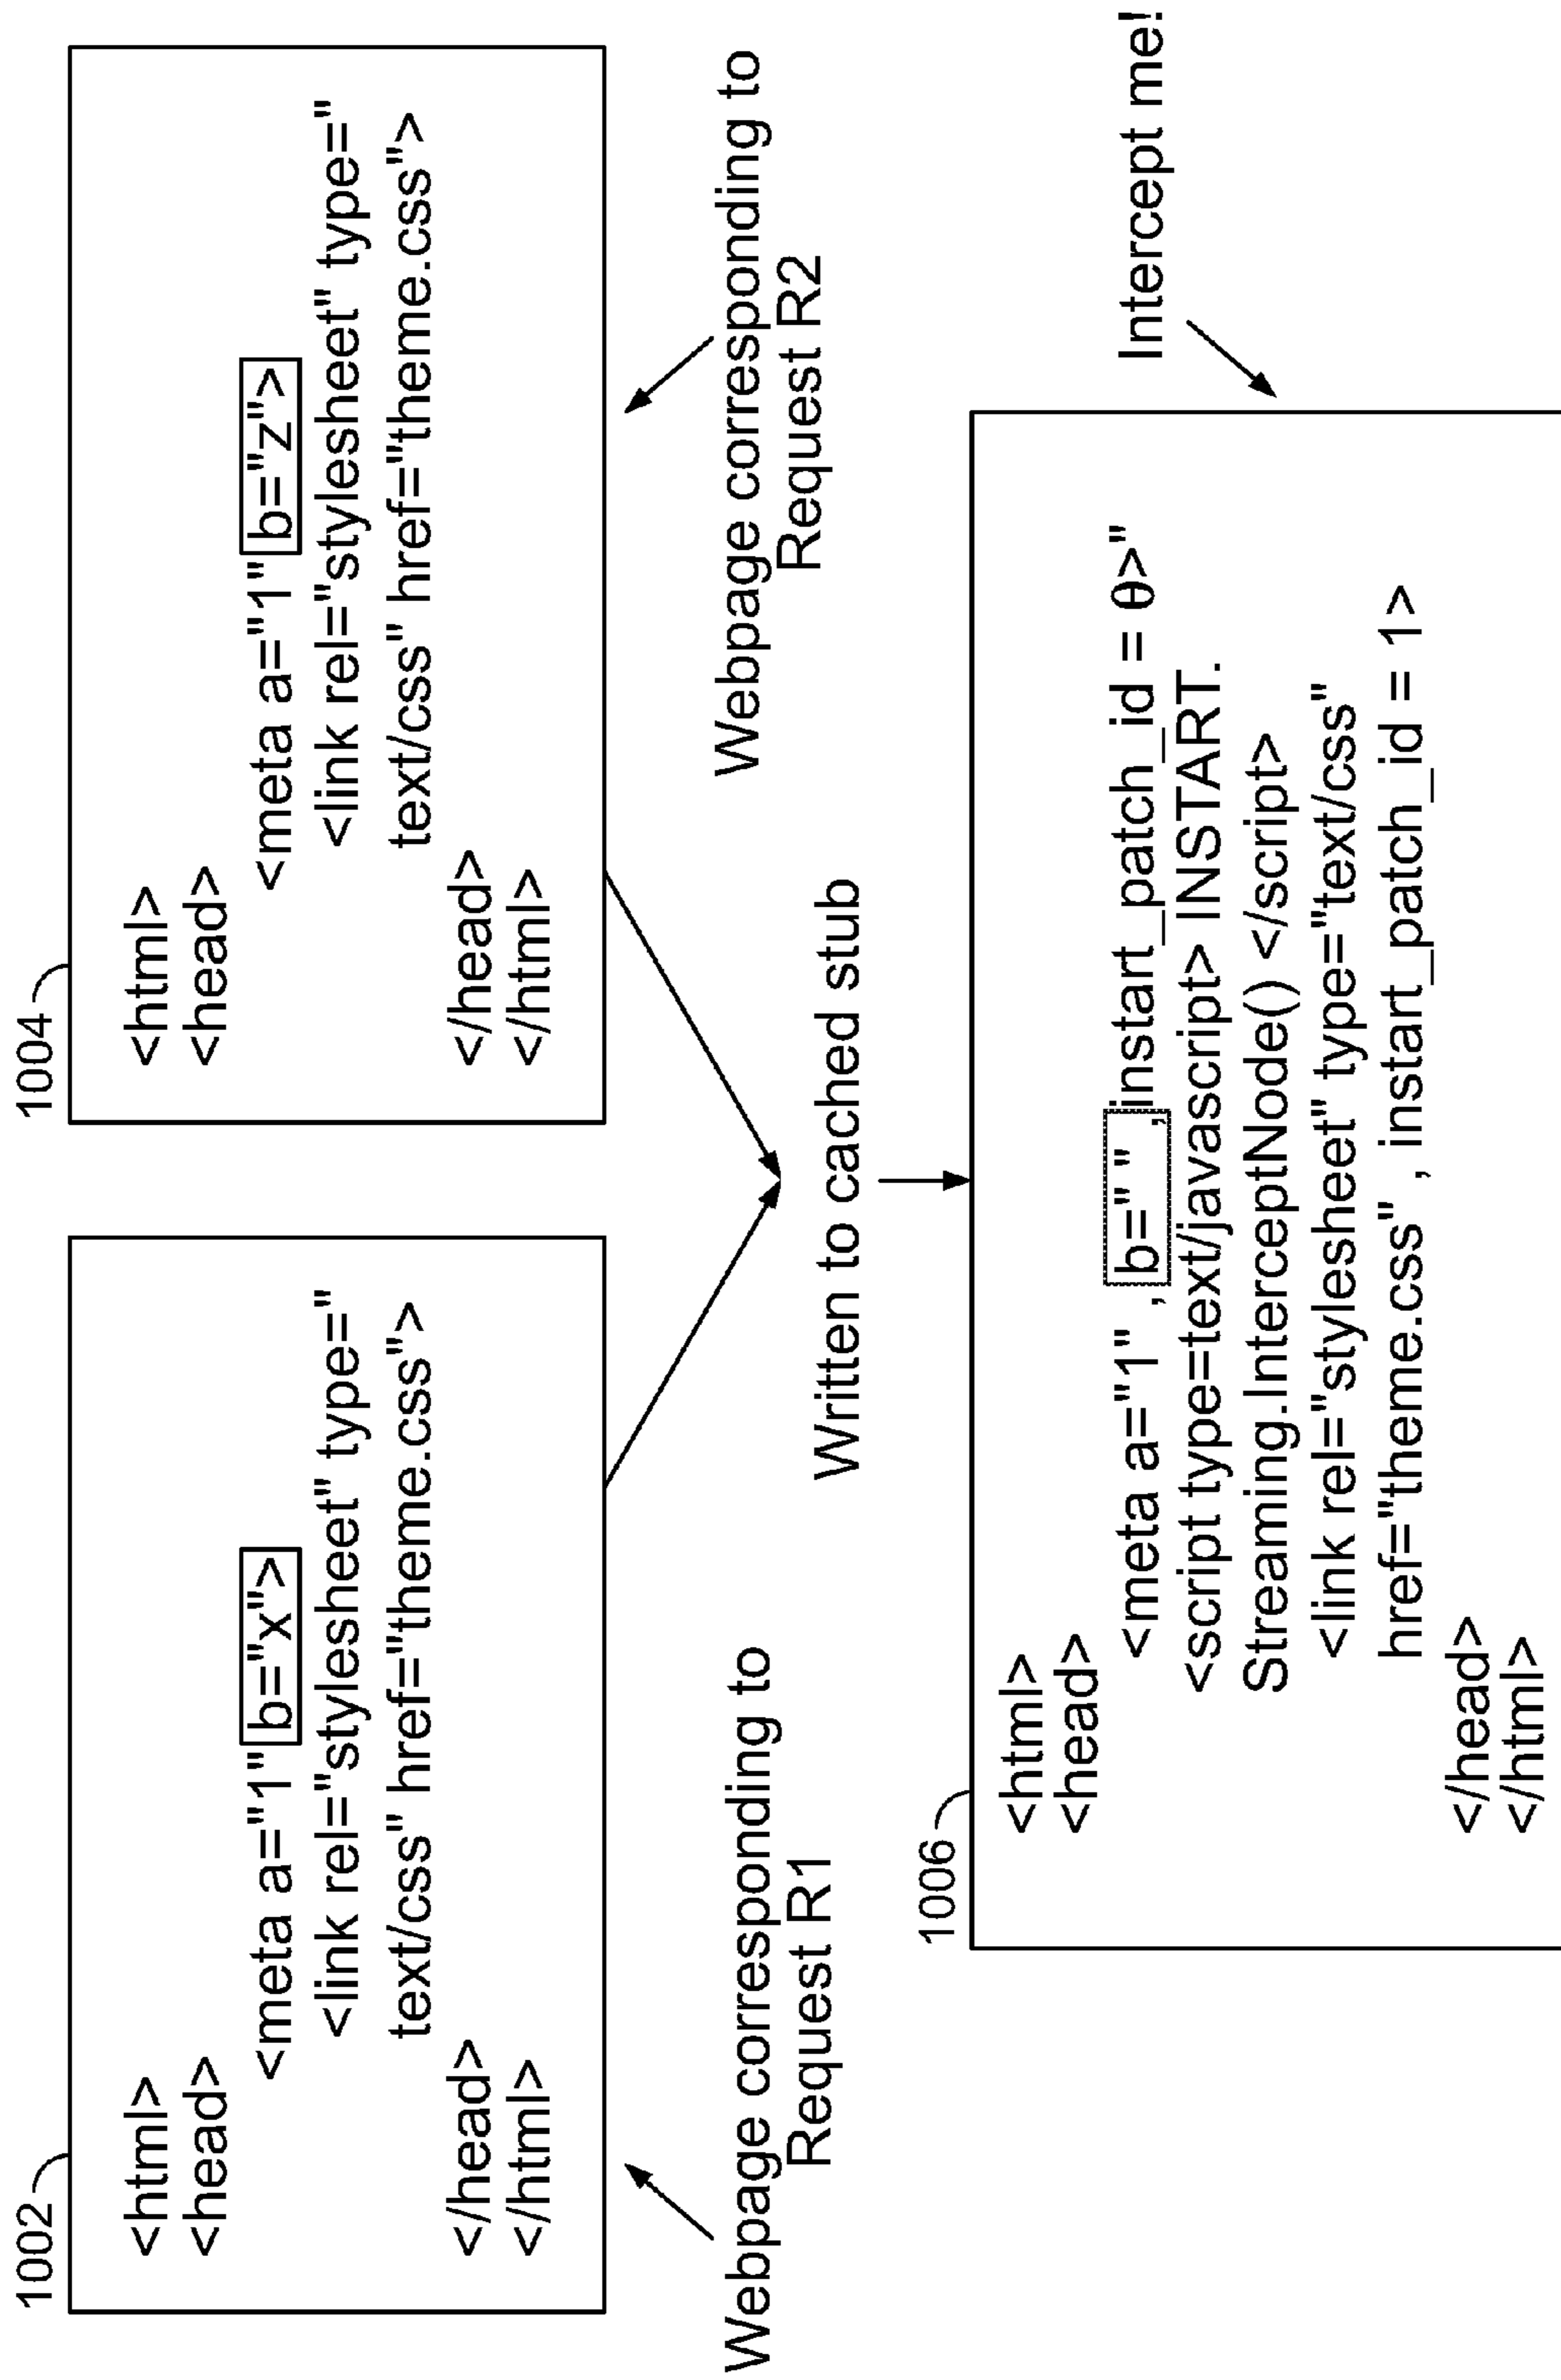 1002
<html>
<head>
<meta a="1" b="x">
<link rel="stylesheet" type="
text/css" href="theme.css">
</head>
</html>
Webpage corresponding to
Request R1
1004
<html>
<head>
<meta a="1" b="z">
<link rel="stylesheet" type="
text/css" href="theme.css">
</head>
</html>
Webpage corresponding to
Request R2
Written to cached stub
1006
<html>
<head>
<meta a="1" , b=" " , instart_patch_id = θ>"
<script type=text/javascript> INSTART.
Streaming.InterceptNode() </script>
<link rel="stylesheet" type="text/css"
href="theme.css" , instart_patch_id = 1>
</head>
</html>
Intercept me!